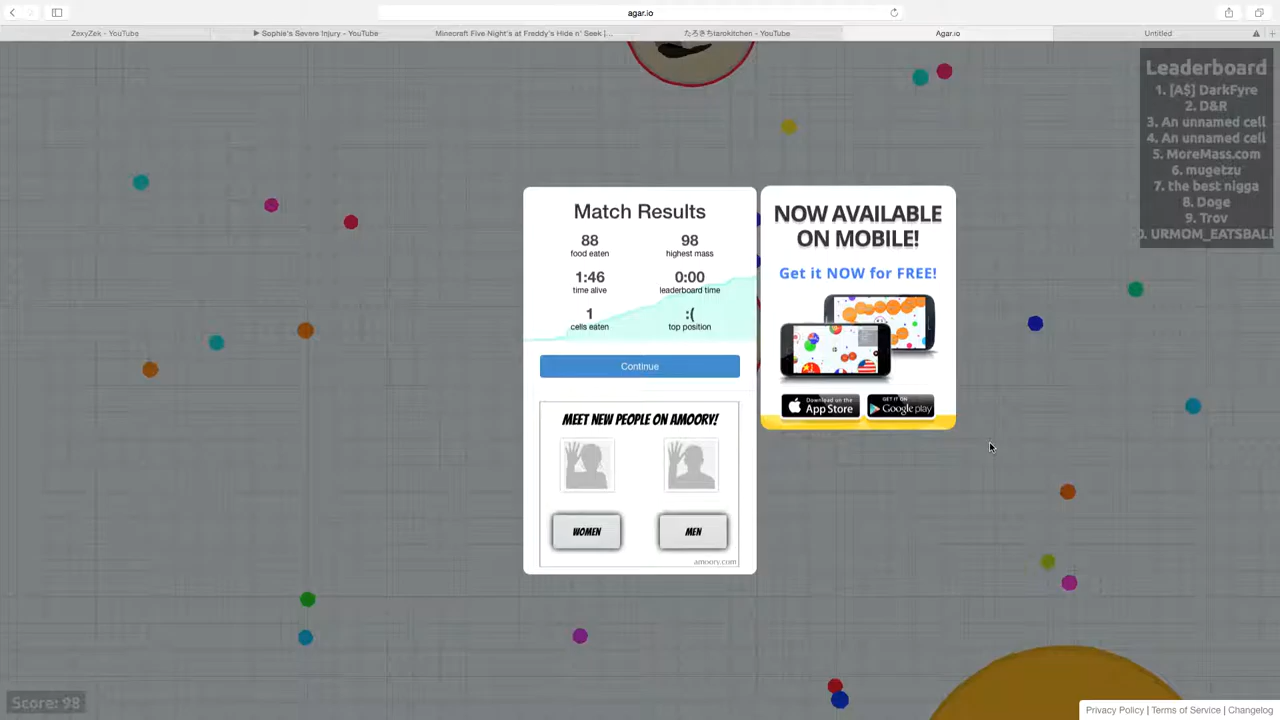 agar.io
ZexyZek - YouTube
▶ Sophie's Severe Injury - YouTube
Minecraft Five Night's at Freddy's Hide n' Seek |...
たろきちtarokitchen - YouTube
Agar.io
Untitled
Leaderboard
1. [A$] DarkFyre
2. D&R
3. An unnamed cell
4. An unnamed cell
5. MoreMass.com
6. mugetzu
7. the best nigga
8. Doge
9. Trov
0. URMOM_EATSBALL
Match Results
88
food eaten
98
highest mass
1:46
time alive
0:00
leaderboard time
1
cells eaten
:(
top position
Continue
MEET NEW PEOPLE ON AMOORY!
WOMEN
MEN
amoory.com
NOW AVAILABLE
ON MOBILE!
Get it NOW for FREE!
Download on the
App Store
GET IT ON
Google play
Score: 98
Privacy Policy | Terms of Service | Changelog